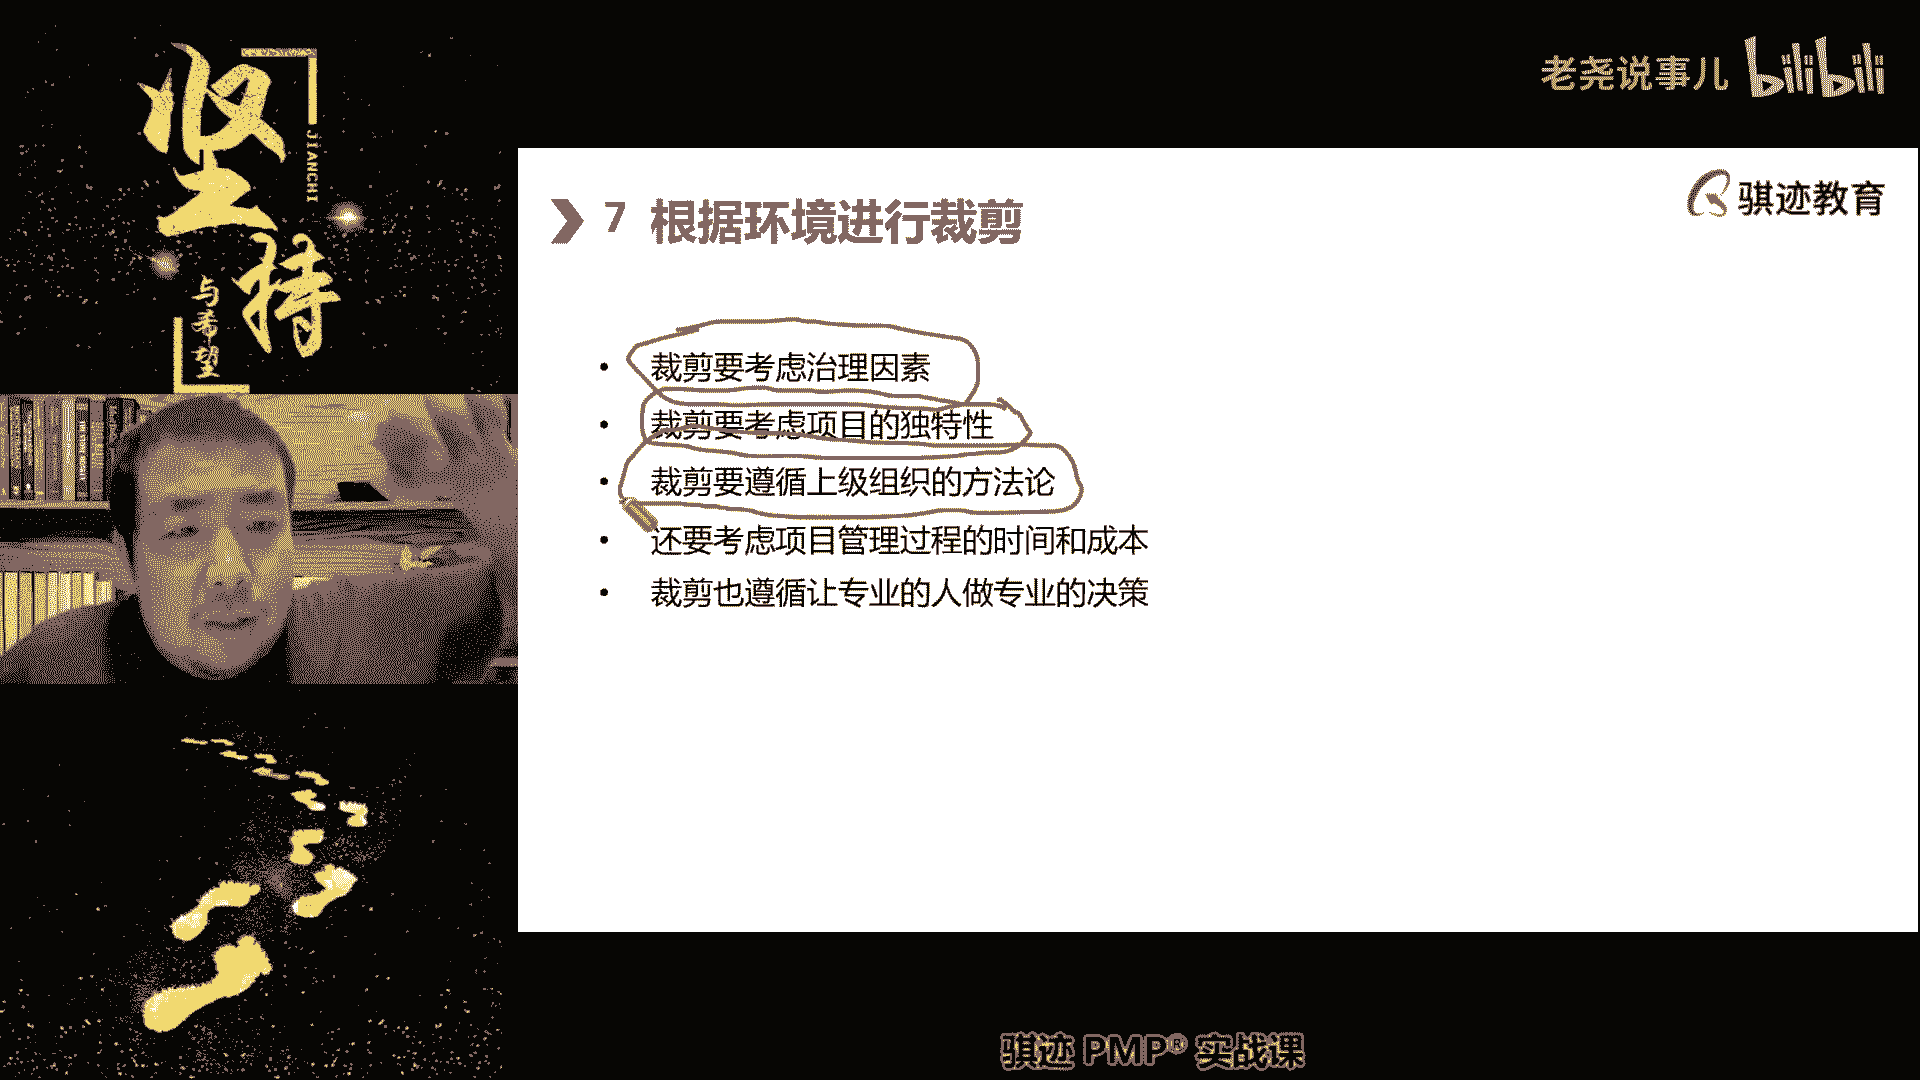 坚持
JIANCHI
与希望
老尧说事儿 bilibili
骐迹教育
7 根据环境进行裁剪
• 裁剪要考虑治理因素
• 裁剪要考虑项目的独特性
• 裁剪要遵循上级组织的方法论
• 还要考虑项目管理过程的时间和成本
• 裁剪也遵循让专业的人做专业的决策
骐迹 PMP® 实战课